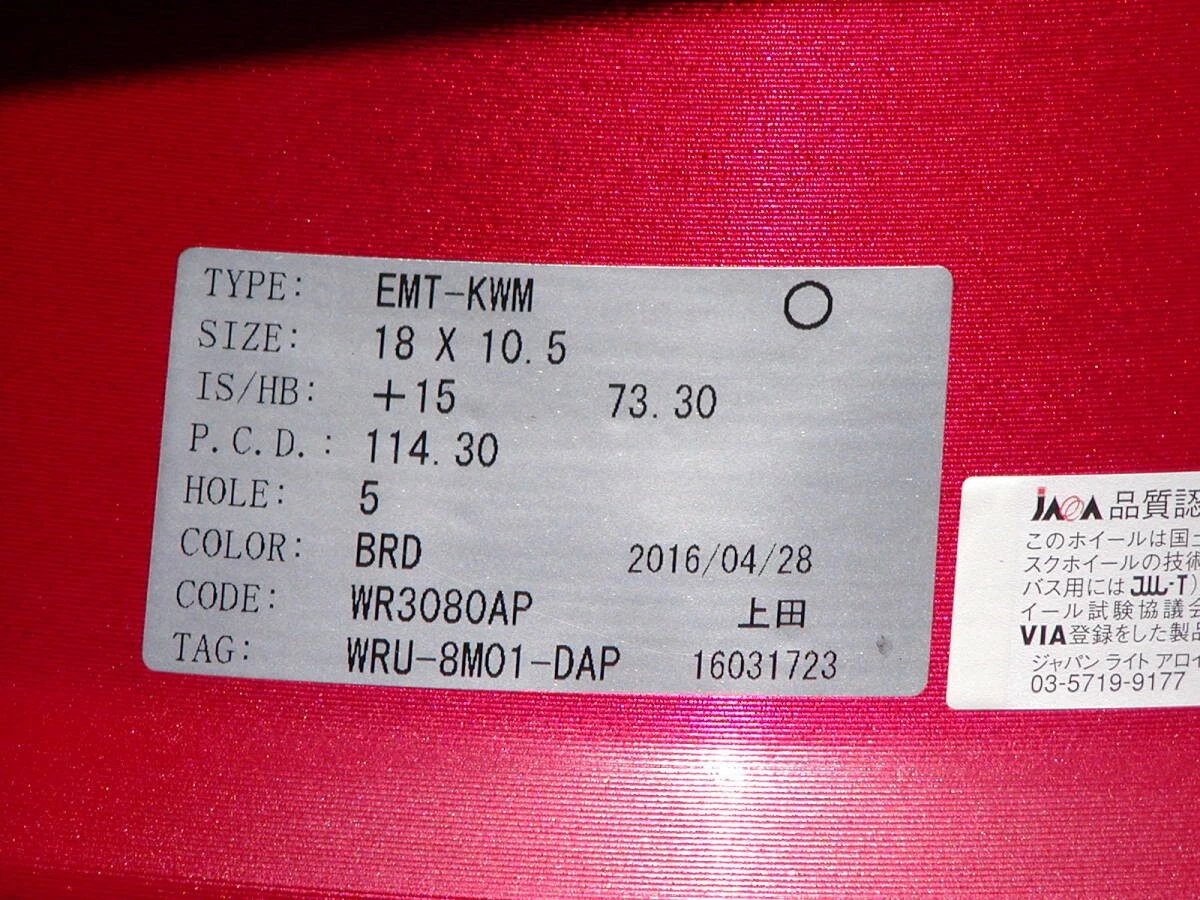 TYPE: EMT-KWM ○
SIZE: 18 X 10.5
IS/HB: +15 73.30
P.C.D.: 114.30
HOLE: 5
COLOR: BRD 2016/04/28
CODE: WR3080AP 上田
TAG: WRU-8M01-DAP 16031723
JAWA 品質認
このホイールは国土
スクホイールの技術
バス用には JWL-T)
イール試験協議会
VIA登録をした製品
ジャパン ライト アロイ
03-5719-9177